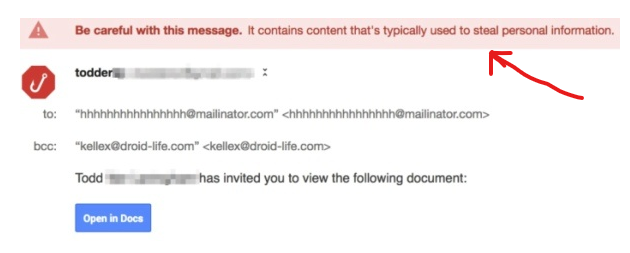 Be careful with this message. It contains content that's typically used to steal personal information.
todder
to: "hhhhhhhhhhhhhhhh@mailinator.com" <hhhhhhhhhhhhhhhh@mailinator.com>
bcc: "kellex@droid-life.com" <kellex@droid-life.com>
Todd has invited you to view the following document:
Open in Docs